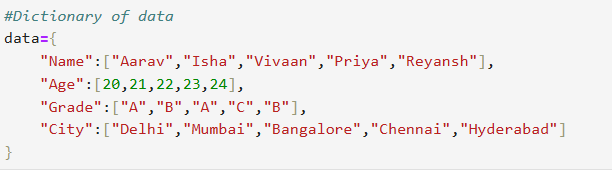 #Dictionary of data
data={
    "Name":["Aarav","Isha","Vivaan","Priya","Reyansh"],
    "Age":[20,21,22,23,24],
    "Grade":["A","B","A","C","B"],
    "City":["Delhi","Mumbai","Bangalore","Chennai","Hyderabad"]
}